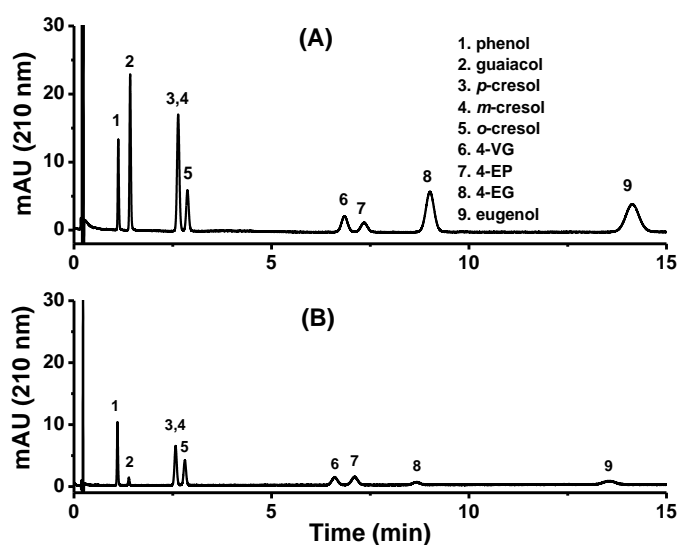 (A)
mAU (210 nm)
30
20
10
0
1
2
3,4
5
6
7
8
9
1. phenol
2. guaiacol
3. p-cresol
4. m-cresol
5. o-cresol
6. 4-VG
7. 4-EP
8. 4-EG
9. eugenol
0
5
10
15
(B)
mAU (210 nm)
30
20
10
0
1
2
3,4
5
6
7
8
9
0
5
10
15
Time (min)